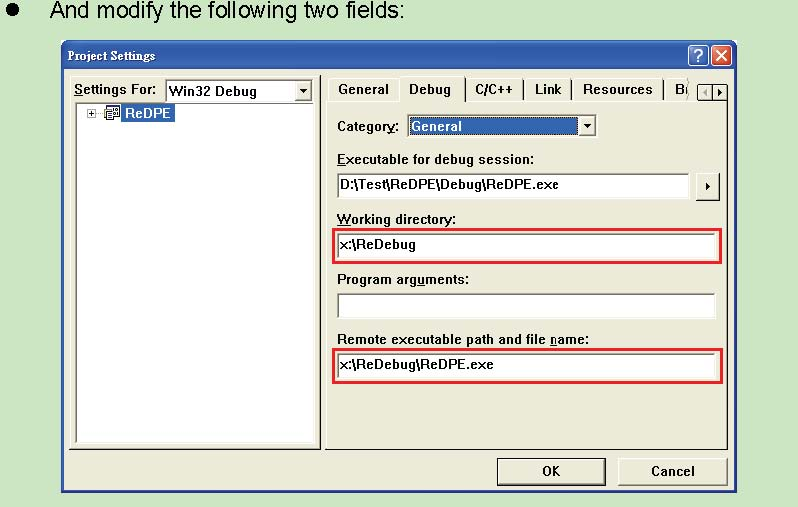 ● And modify the following two fields:
Project Settings
Settings For: Win32 Debug
ReDPE
General Debug C/C++ Link Resources
Category: General
Executable for debug session:
D:\Test\ReDPE\Debug\ReDPE.exe
Working directory:
x:\ReDebug
Program arguments:
Remote executable path and file name:
x:\ReDebug\ReDPE.exe
OK Cancel